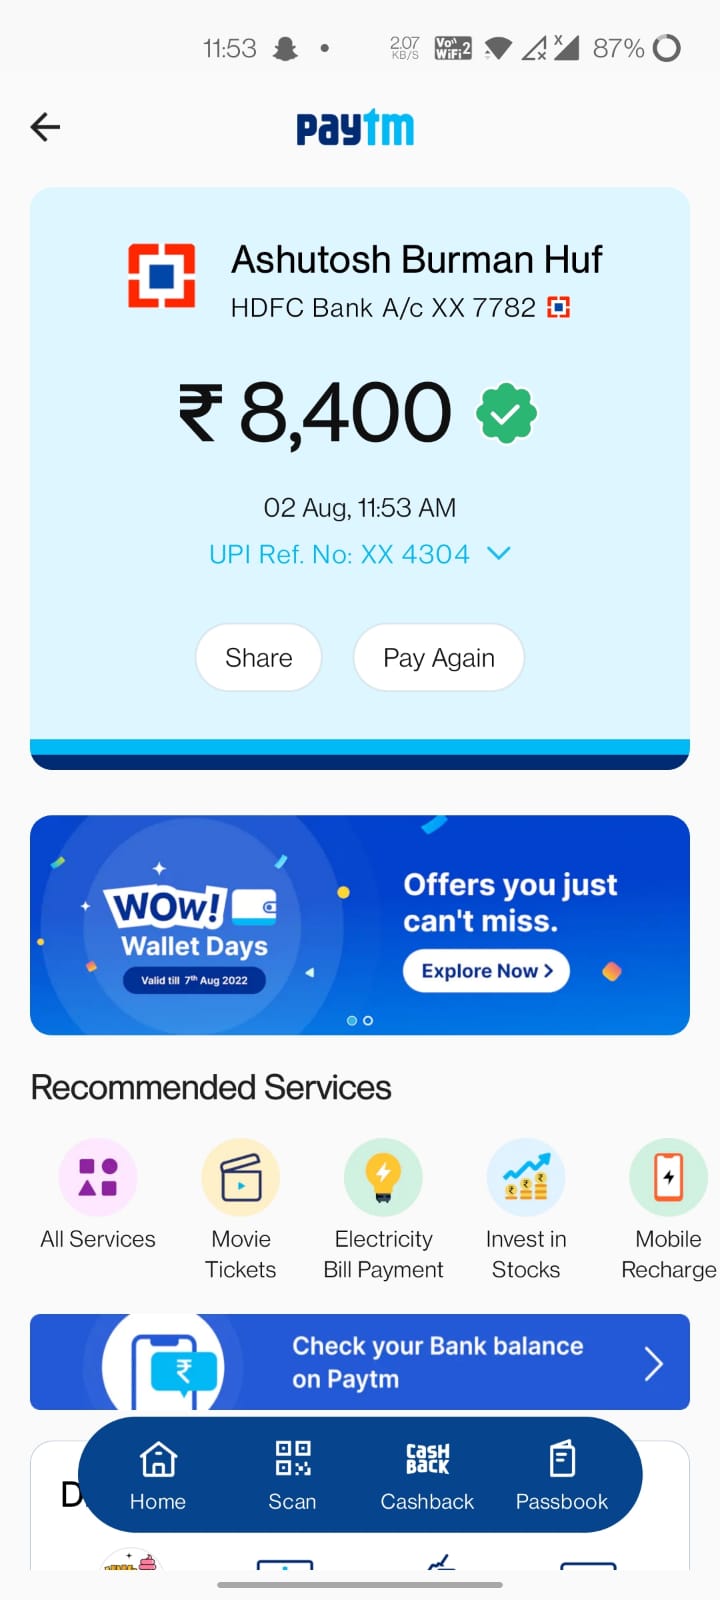 11:53
2.07
KB/S
Vo))
WiFi 2
x
x
87%
paytm
Ashutosh Burman Huf
HDFC Bank A/c XX 7782
₹ 8,400
02 Aug, 11:53 AM
UPI Ref. No: XX 4304
Share
Pay Again
WOW!
Wallet Days
Valid till 7th Aug 2022
Offers you just
can't miss.
Explore Now >
Recommended Services
All Services
Movie
Tickets
Electricity
Bill Payment
Invest in
Stocks
Mobile
Recharge
₹
Check your Bank balance
on Paytm
D
Home
Scan
CASH
BACK
Cashback
Passbook